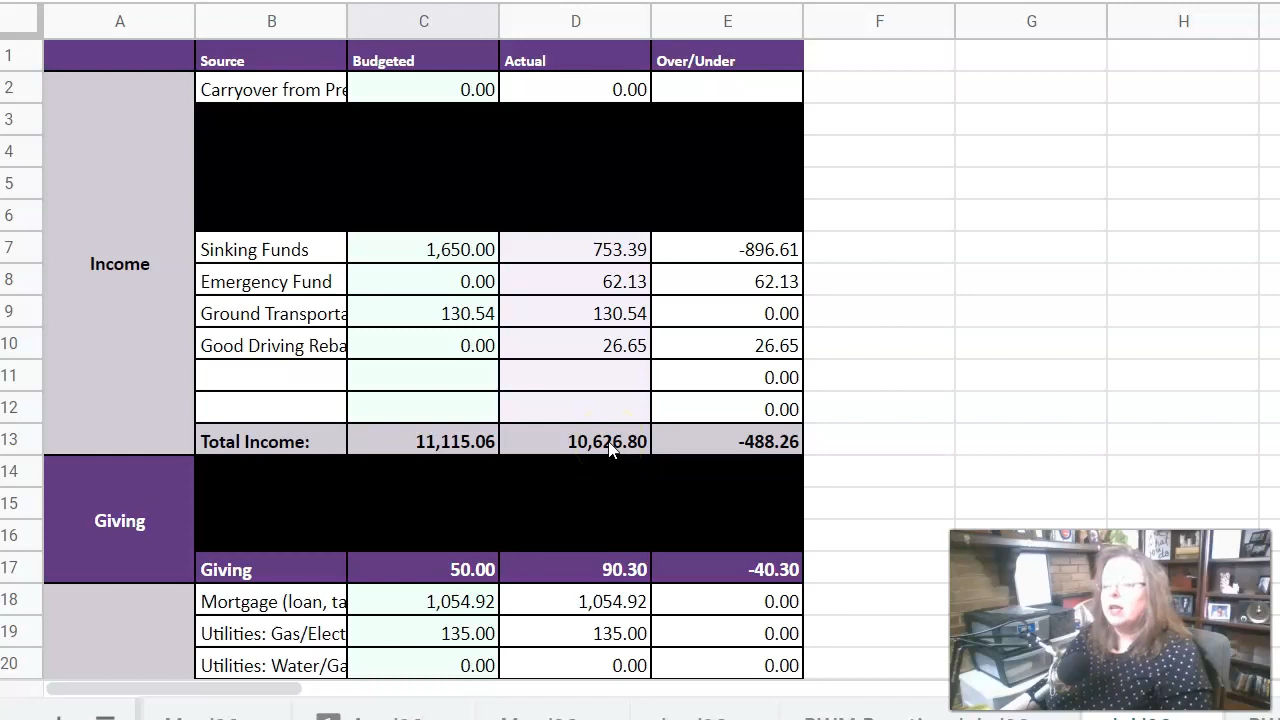 A B C D E F G H
1 Source Budgeted Actual Over/Under
2 Carryover from Pre 0.00 0.00
3
4
5
6
7 Sinking Funds 1,650.00 753.39 -896.61
8 Emergency Fund 0.00 62.13 62.13
Income
9 Ground Transporta 130.54 130.54 0.00
10 Good Driving Reba 0.00 26.65 26.65
11 0.00
12 0.00
13 Total Income: 11,115.06 10,626.80 -488.26
14
15
Giving
16
17 Giving 50.00 90.30 -40.30
18 Mortgage (loan, ta 1,054.92 1,054.92 0.00
19 Utilities: Gas/Elect 135.00 135.00 0.00
20 Utilities: Water/Ga 0.00 0.00 0.00